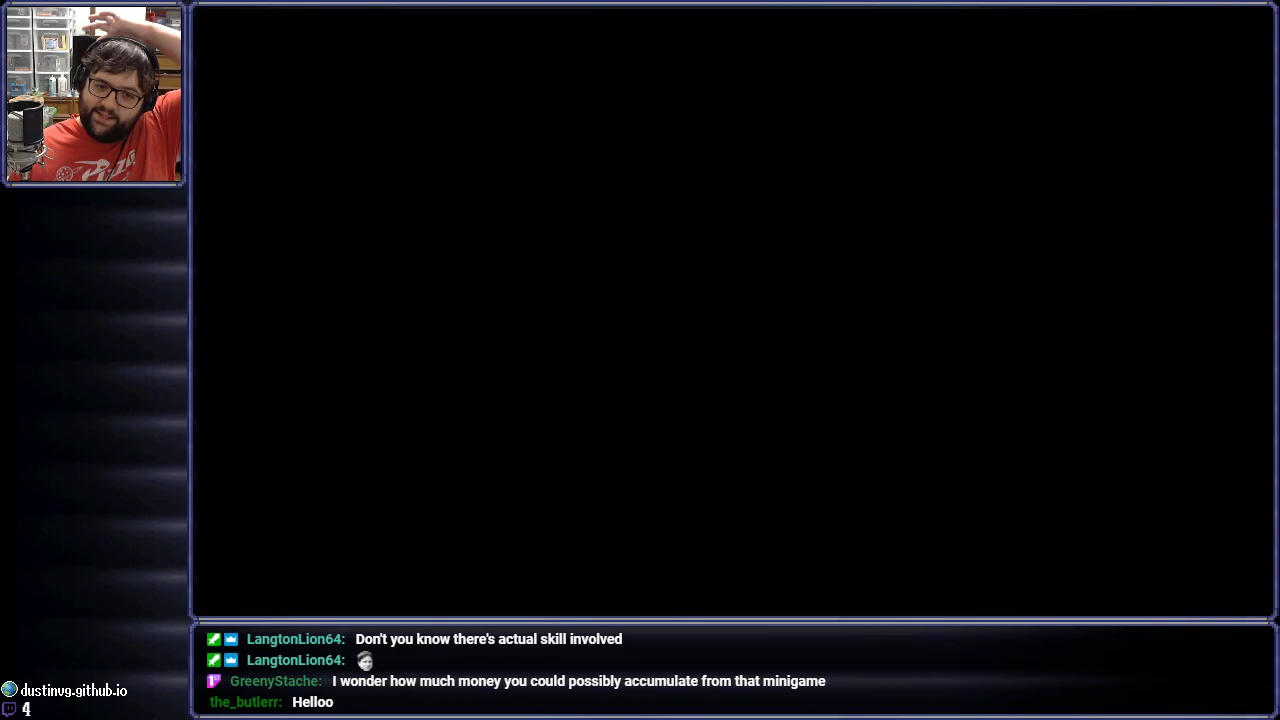 LangtonLion64: Don't you know there's actual skill involved
LangtonLion64:
GreenyStache: I wonder how much money you could possibly accumulate from that minigame
the_butlerr: Helloo
dustinvg.github.io
4
1ST